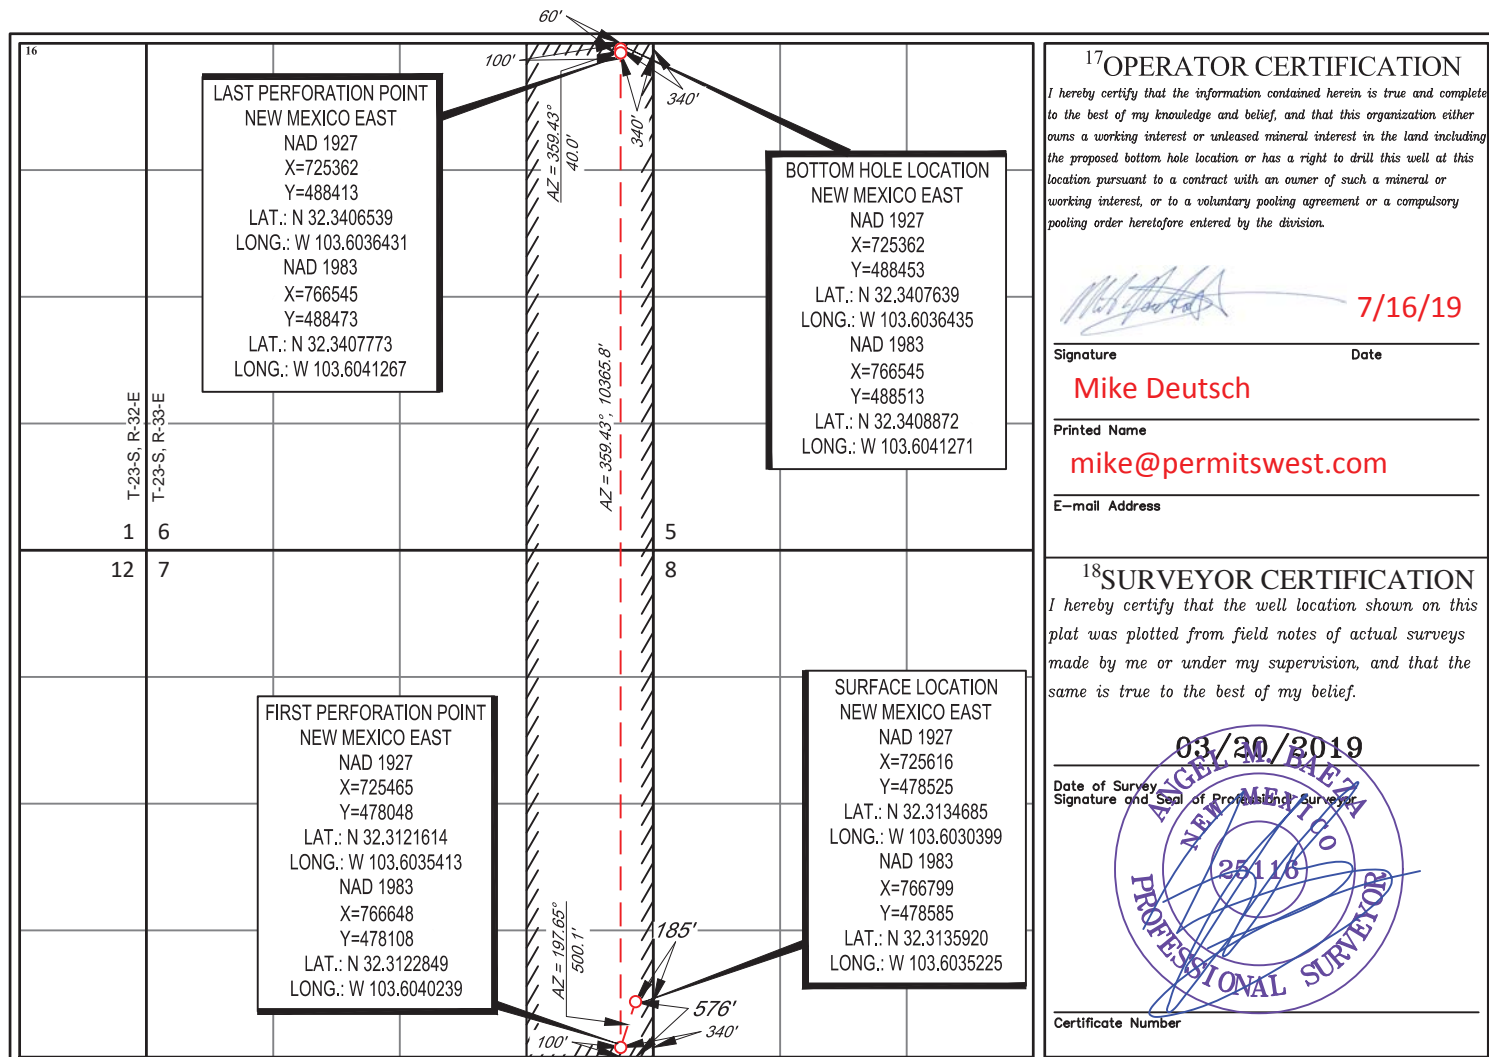 16
60'
100'
340'
340'
AZ = 359.43°
40.0'
LAST PERFORATION POINT
NEW MEXICO EAST
NAD 1927
X=725362
Y=488413
LAT.: N 32.3406539
LONG.: W 103.6036431
NAD 1983
X=766545
Y=488473
LAT.: N 32.3407773
LONG.: W 103.6041267
BOTTOM HOLE LOCATION
NEW MEXICO EAST
NAD 1927
X=725362
Y=488453
LAT.: N 32.3407639
LONG.: W 103.6036435
NAD 1983
X=766545
Y=488513
LAT.: N 32.3408872
LONG.: W 103.6041271
T-23-S, R-32-E
T-23-S, R-33-E
AZ = 359.43°, 10365.8'
1 6 5
12 7 8
FIRST PERFORATION POINT
NEW MEXICO EAST
NAD 1927
X=725465
Y=478048
LAT.: N 32.3121614
LONG.: W 103.6035413
NAD 1983
X=766648
Y=478108
LAT.: N 32.3122849
LONG.: W 103.6040239
SURFACE LOCATION
NEW MEXICO EAST
NAD 1927
X=725616
Y=478525
LAT.: N 32.3134685
LONG.: W 103.6030399
NAD 1983
X=766799
Y=478585
LAT.: N 32.3135920
LONG.: W 103.6035225
AZ = 197.65°
500.1'
185'
576'
340'
100'
17 OPERATOR CERTIFICATION
I hereby certify that the information contained herein is true and complete
to the best of my knowledge and belief, and that this organization either
owns a working interest or unleased mineral interest in the land including
the proposed bottom hole location or has a right to drill this well at this
location pursuant to a contract with an owner of such a mineral or
working interest, or to a voluntary pooling agreement or a compulsory
pooling order heretofore entered by the division.
7/16/19
Signature Date
Mike Deutsch
Printed Name
mike@permitswest.com
E-mail Address
18 SURVEYOR CERTIFICATION
I hereby certify that the well location shown on this
plat was plotted from field notes of actual surveys
made by me or under my supervision, and that the
same is true to the best of my belief.
03/20/2019
Date of Survey
Signature and Seal of Professional Surveyor
ANGEL M. BAEZA
NEW MEXICO
25116
PROFESSIONAL SURVEYOR
Certificate Number